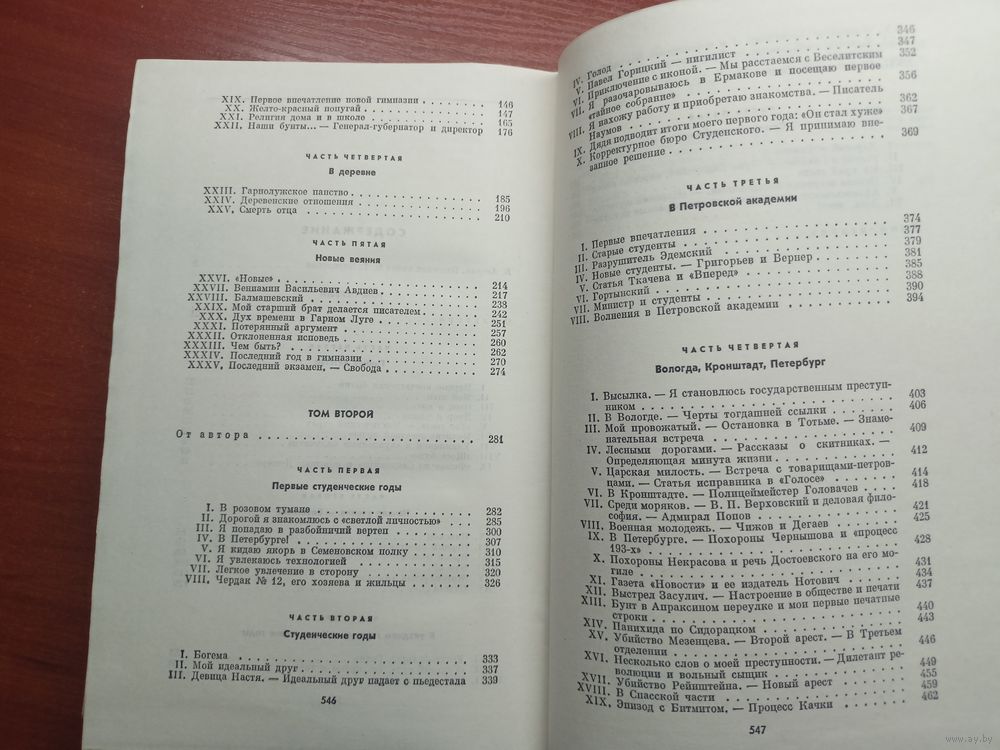 XIX. Первое впечатление новой гимназии 146
XX. Желто-красный попугай 147
XXI. Религия дома и в школе 165
XXII. Наши бунты... — Генерал-губернатор и директор 176
ЧАСТЬ ЧЕТВЕРТАЯ
В деревне
XXIII. Гарнолужское панство 185
XXIV. Деревенские отношения 196
XXV. Смерть отца 210
ЧАСТЬ ПЯТАЯ
Новые веяния
XXVI. «Новые» 214
XXVII. Вениамин Васильевич Авдиев 217
XXVIII. Балмашевский 238
XXIX. Мой старший брат делается писателем 242
XXX. Дух времени в Гарном Луге 251
XXXI. Потерянный аргумент 257
XXXII. Отклоненная исповедь 260
XXXIII. Чем быть? 262
XXXIV. Последний год в гимназии 270
XXXV. Последний экзамен. — Свобода 274
ТОМ ВТОРОЙ
От автора 281
ЧАСТЬ ПЕРВАЯ
Первые студенческие годы
I. В розовом тумане 282
II. Дорогой я знакомлюсь с «светлой личностью» 285
III. Я попадаю в разбойничий вертеп 300
IV. В Петербурге! 307
V. Я кидаю якорь в Семеновском полку 310
VI. Я увлекаюсь технологией 315
VII. Легкое увлечение в сторону 320
VIII. Чердак № 12, его хозяева и жильцы 326
ЧАСТЬ ВТОРАЯ
Студенческие годы
I. Богема 333
II. Мой идеальный друг 337
III. Девица Настя. — Идеальный друг падает с пьедестала 339
546
IV. Голод 346
V. Павел Горицкий — нигилист 347
VI. Приключение с иконой. — Мы расстаемся с Веселитским 352
VII. Я разочаровываюсь в Ермакове и посещаю первое
«тайное собрание» 356
VIII. Я нахожу работу и приобретаю знакомства. — Писатель
Наумов 362
IX. Дядя подводит итоги моего первого года: «Он стал хуже» 367
X. Корректурное бюро Студенского. — Я принимаю вне-
запное решение 369
ЧАСТЬ ТРЕТЬЯ
В Петровской академии
I. Первые впечатления 374
II. Старые студенты 377
III. Разрушитель Эдемский 379
IV. Новые студенты. — Григорьев и Вернер 381
V. Статья Ткачева и «Вперед» 385
VI. Гортынский 388
VII. Министр и студенты 390
VIII. Волнения в Петровской академии 394
ЧАСТЬ ЧЕТВЕРТАЯ
Вологда, Кронштадт, Петербург
I. Высылка. — Я становлюсь государственным преступ-
ником 403
II. В Вологде. — Черты тогдашней ссылки 406
III. Мой провожатый. — Остановка в Тотьме. — Знаме-
нательная встреча 409
IV. Лесными дорогами. — Рассказы о скитниках. —
Определяющая минута жизни 412
V. Царская милость. — Встреча с товарищами-петров-
цами. — Статья исправника в «Голосе» 414
VI. В Кронштадте. — Полицеймейстер Головачев 418
VII. Среди моряков. — В. П. Верховский и деловая фило-
софия. — Адмирал Попов 421
VIII. Военная молодежь. — Чижов и Дегаев 425
IX. В Петербурге. — Похороны Чернышова и «процесс
193-х» 428
X. Похороны Некрасова и речь Достоевского на его мо-
гиле 431
XI. Газета «Новости» и ее издатель Нотович 434
XII. Выстрел Засулич. — Настроение в обществе и печати 437
XIII. Бунт в Апраксином переулке и мои первые печатные
строки 440
XIV. Панихида по Сидорацком 443
XV. Убийство Мезенцева. — Второй арест. — В Третьем
отделении 446
XVI. Несколько слов о моей преступности. — Дилетант ре-
волюции и вольный сыщик 449
XVII. Убийство Рейнштейна. — Новый арест 455
XVIII. В Спасской части 459
XIX. Эпизод с Битмитом. — Процесс Качки 462
547
www.ay.by